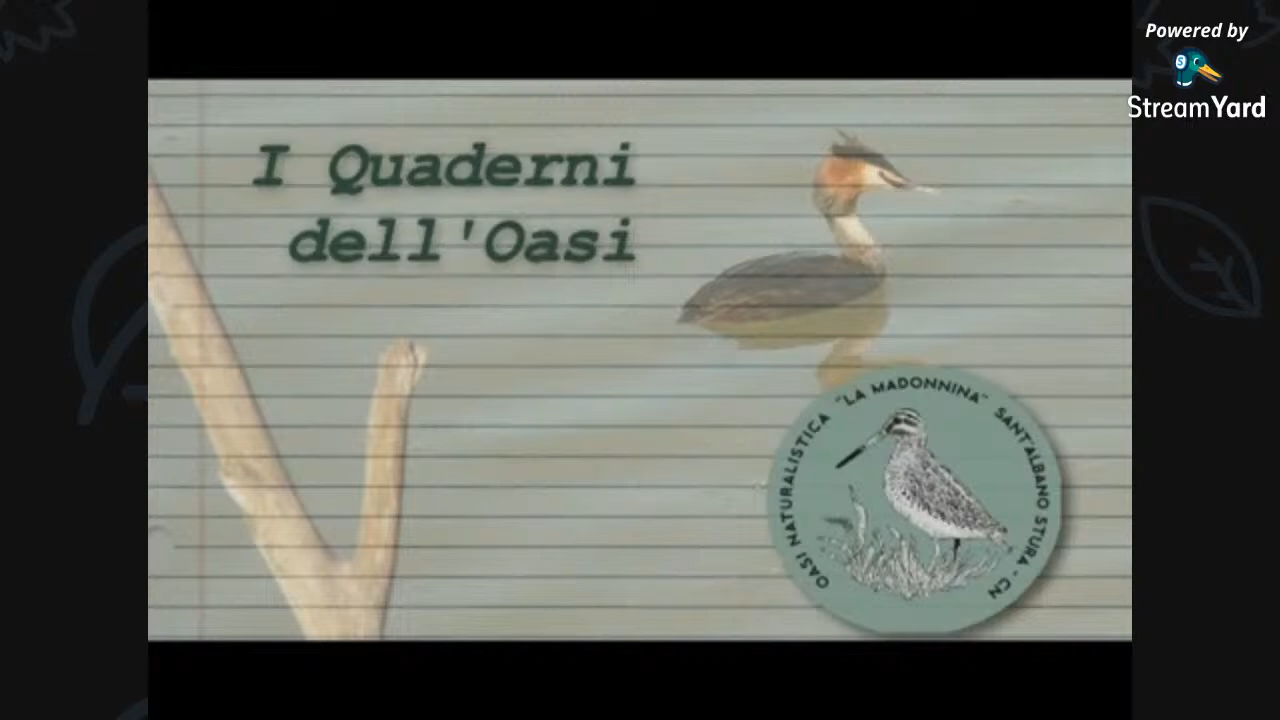 Powered by
StreamYard
I Quaderni
dell'Oasi
OASI NATURALISTICA "LA MADONNINA" SANT'ALBANO STURA - CN